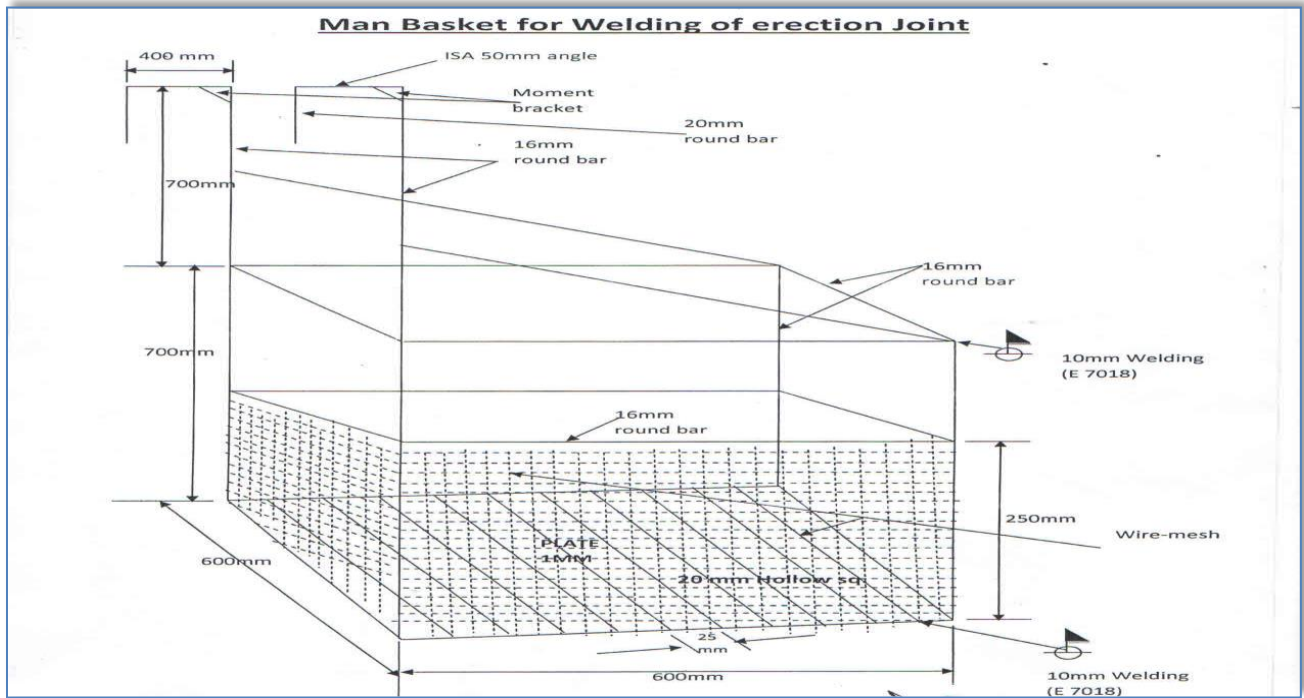 Man Basket for Welding of erection Joint
400 mm
ISA 50mm angle
Moment
bracket
20mm
round bar
16mm
round bar
700mm
16mm
round bar
700mm
10mm Welding
(E 7018)
16mm
round bar
250mm
Wire-mesh
PLATE
1MM
600mm
20 mm Hollow sq.
25
mm
600mm
10mm Welding
(E 7018)